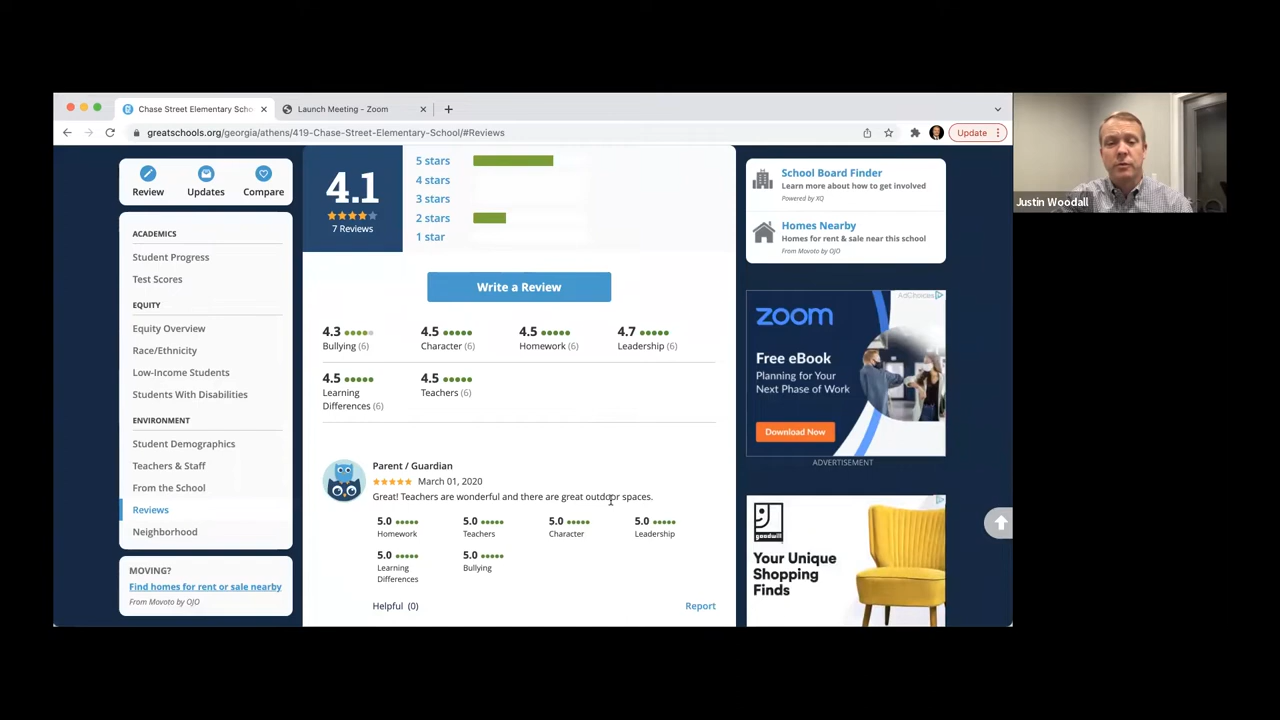 Chase Street Elementary Scho
Launch Meeting - Zoom
greatschools.org/georgia/athens/419-Chase-Street-Elementary-School/#Reviews
Update
Review
Updates
Compare
ACADEMICS
Student Progress
Test Scores
EQUITY
Equity Overview
Race/Ethnicity
Low-Income Students
Students With Disabilities
ENVIRONMENT
Student Demographics
Teachers & Staff
From the School
Reviews
Neighborhood
MOVING?
Find homes for rent or sale nearby
From Movoto by OJO
4.1
7 Reviews
5 stars
4 stars
3 stars
2 stars
1 star
Write a Review
4.3
Bullying (6)
4.5
Character (6)
4.5
Homework (6)
4.7
Leadership (6)
4.5
Learning
Differences (6)
4.5
Teachers (6)
Parent / Guardian
March 01, 2020
Great! Teachers are wonderful and there are great outdoor spaces.
5.0
Homework
5.0
Teachers
5.0
Character
5.0
Leadership
5.0
Learning
Differences
5.0
Bullying
Helpful (0)
Report
School Board Finder
Learn more about how to get involved
Powered by XQ
Homes Nearby
Homes for rent & sale near this school
From Movoto by OJO
AdChoices
zoom
Free eBook
Planning for Your
Next Phase of Work
Download Now
ADVERTISEMENT
goodwill
Your Unique
Shopping
Finds
Justin Woodall